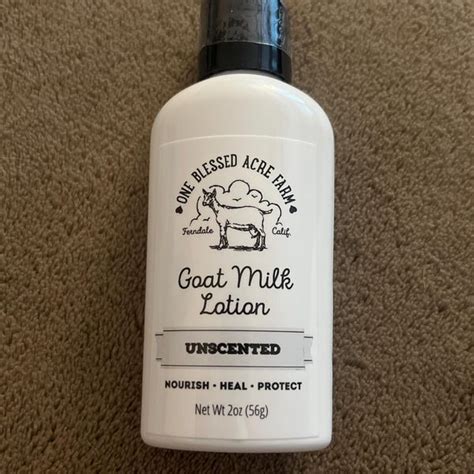 ONE BLESSED ACRE FARM
Ferndale Calif.
Goat Milk
Lotion
UNSCENTED
NOURISH • HEAL • PROTECT
Net Wt 2oz (56g)